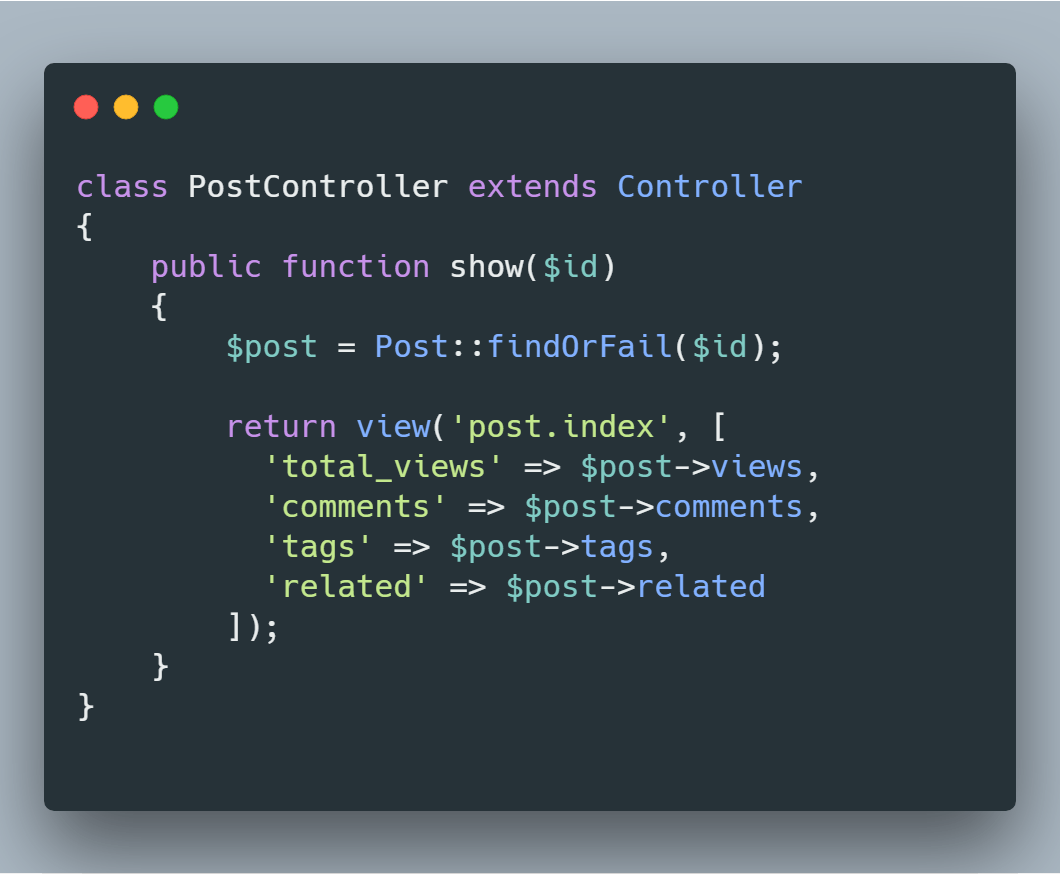 class PostController extends Controller
{
    public function show($id)
    {
        $post = Post::findOrFail($id);

        return view('post.index', [
          'total_views' => $post->views,
          'comments' => $post->comments,
          'tags' => $post->tags,
          'related' => $post->related
        ]);
    }
}